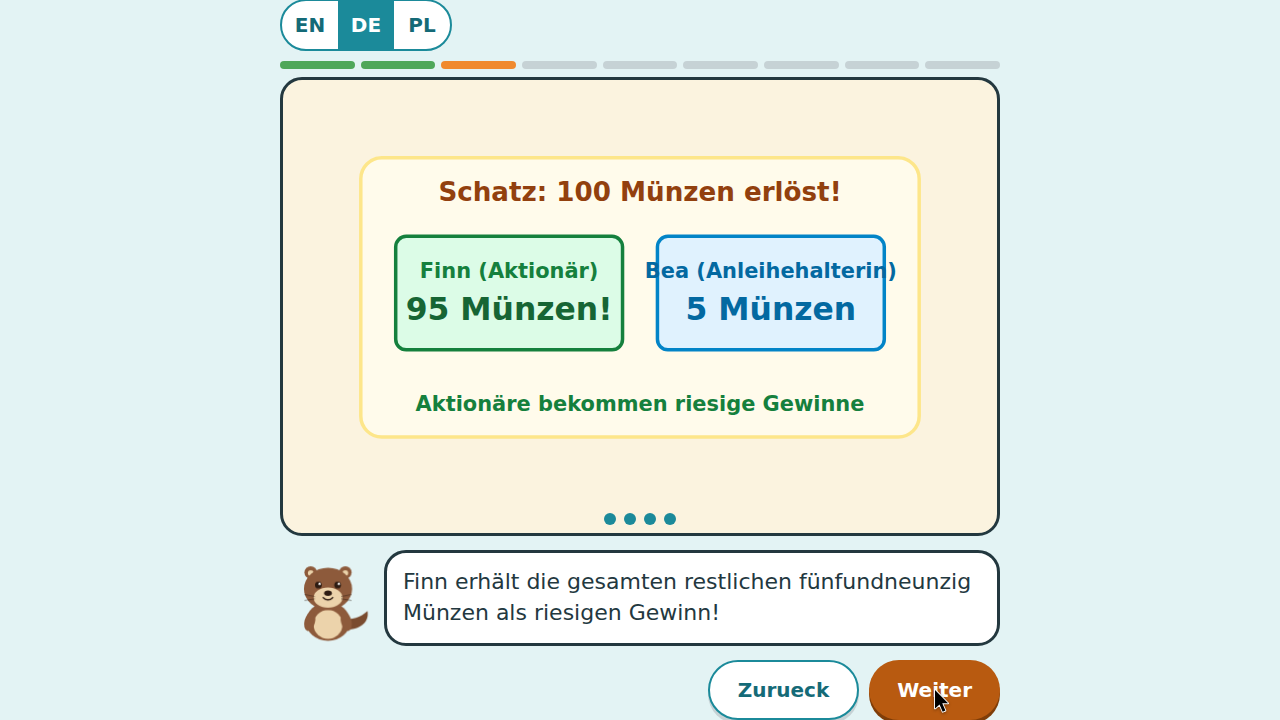 EN DE PL
Schatz: 100 Münzen erlöst!
Finn (Aktionär)
95 Münzen!
Bea (Anleihehalterin)
5 Münzen
Aktionäre bekommen riesige Gewinne
Finn erhält die gesamten restlichen fünfundneunzig
Münzen als riesigen Gewinn!
Zurueck
Weiter